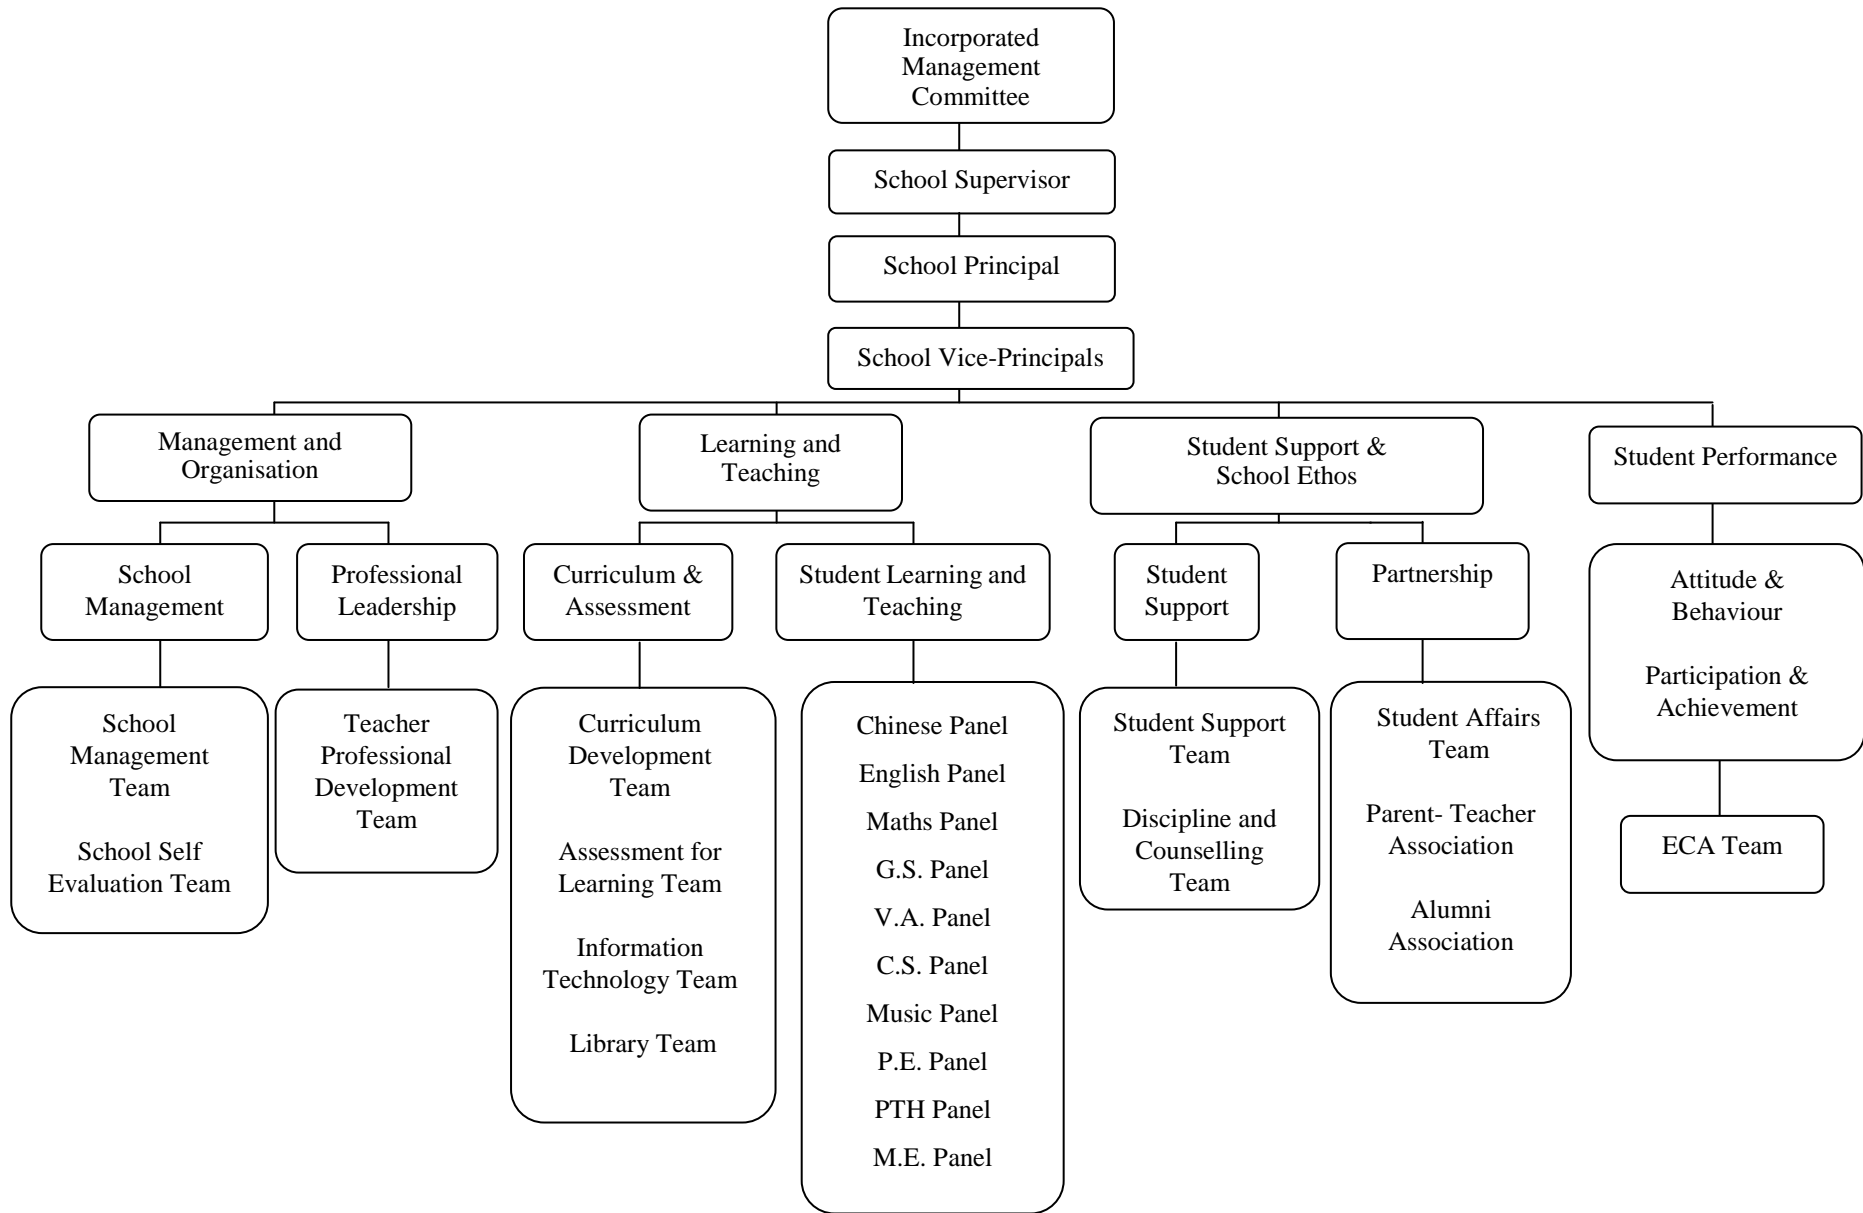 Incorporated
Management
Committee
School Supervisor
School Principal
School Vice-Principals
Management and
Organisation
Learning and
Teaching
Student Support &
School Ethos
Student Performance
School
Management
Professional
Leadership
Curriculum &
Assessment
Student Learning and
Teaching
Student
Support
Partnership
Attitude &
Behaviour
Participation &
Achievement
School
Management
Team
School Self
Evaluation Team
Teacher
Professional
Development
Team
Curriculum
Development
Team
Assessment for
Learning Team
Information
Technology Team
Library Team
Chinese Panel
English Panel
Maths Panel
G.S. Panel
V.A. Panel
C.S. Panel
Music Panel
P.E. Panel
PTH Panel
M.E. Panel
Student Support
Team
Discipline and
Counselling
Team
Student Affairs
Team
Parent- Teacher
Association
Alumni
Association
ECA Team